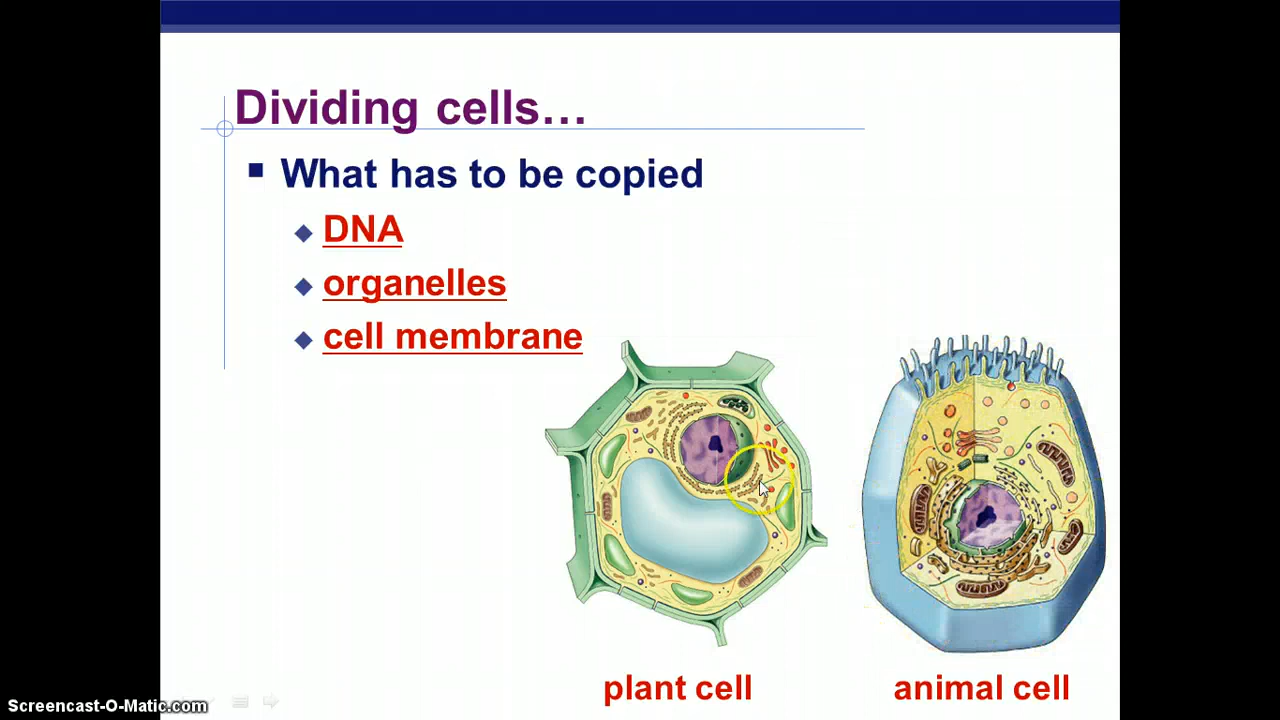 Dividing cells…
What has to be copied
DNA
organelles
cell membrane
plant cell
animal cell
Screencast-O-Matic.com